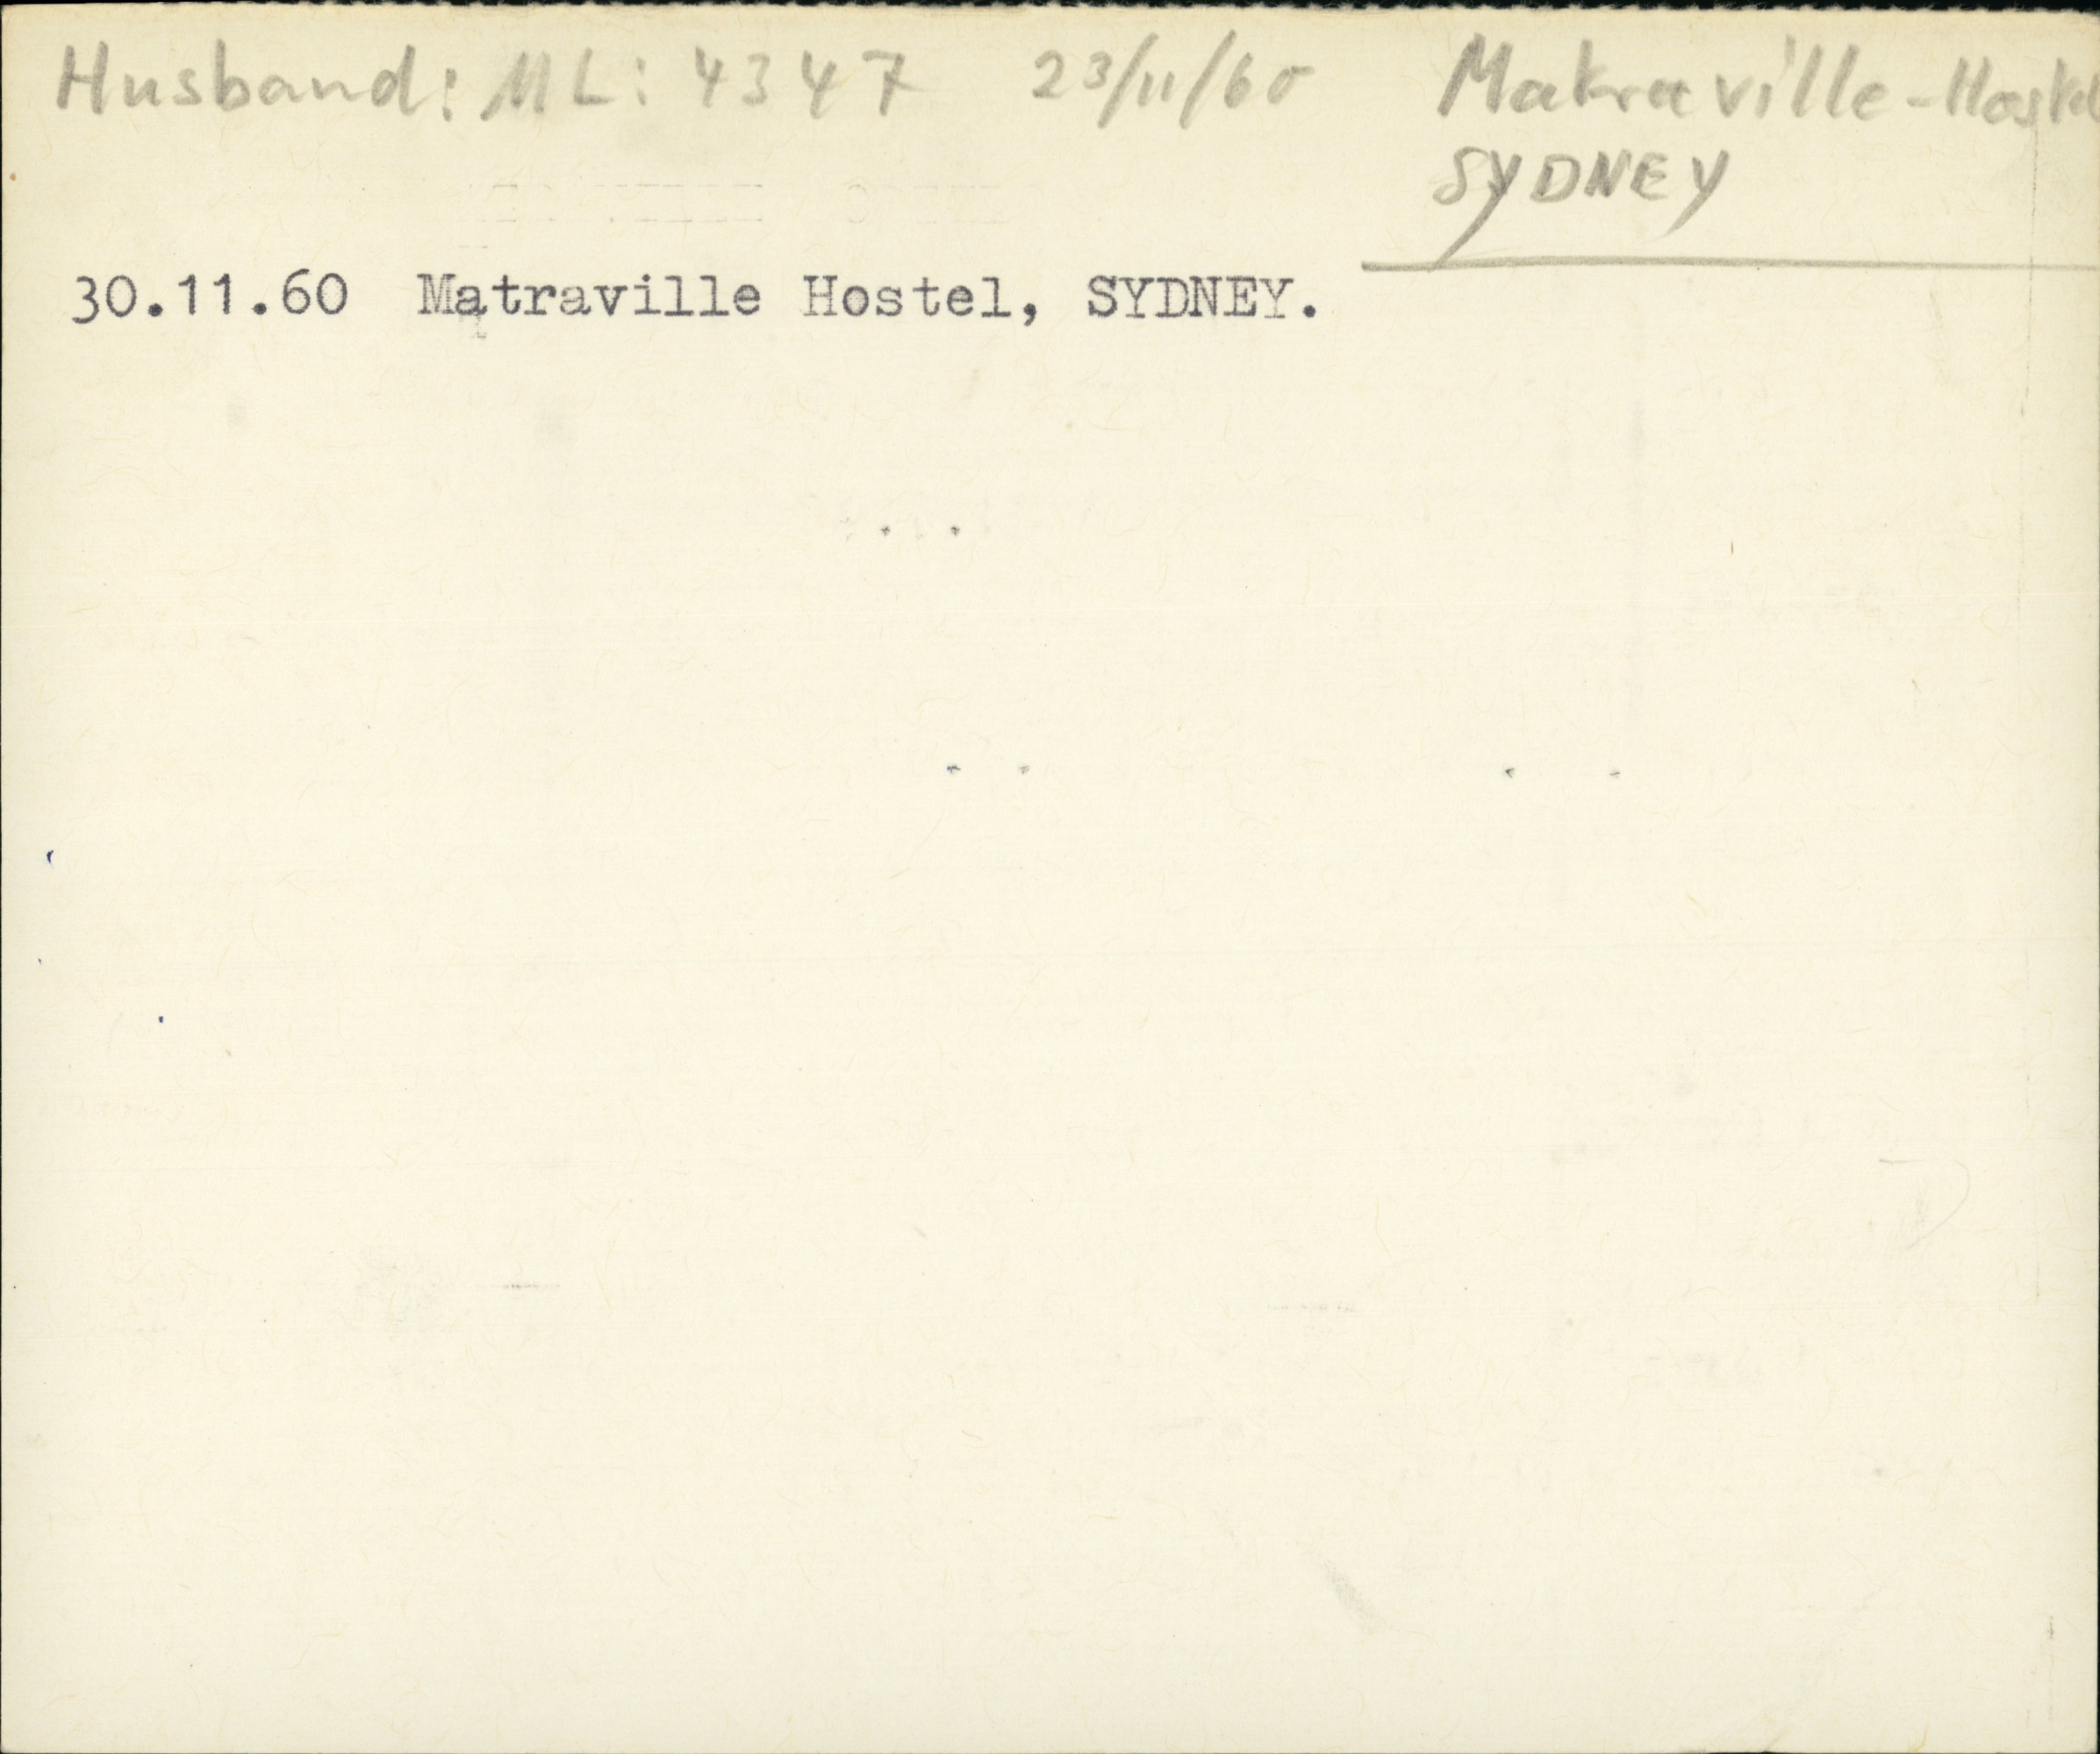 Husband: ML: 4347 23/11/60 Matraville-Hostel
SYDNEY
30.11.60 Matraville Hostel, SYDNEY.